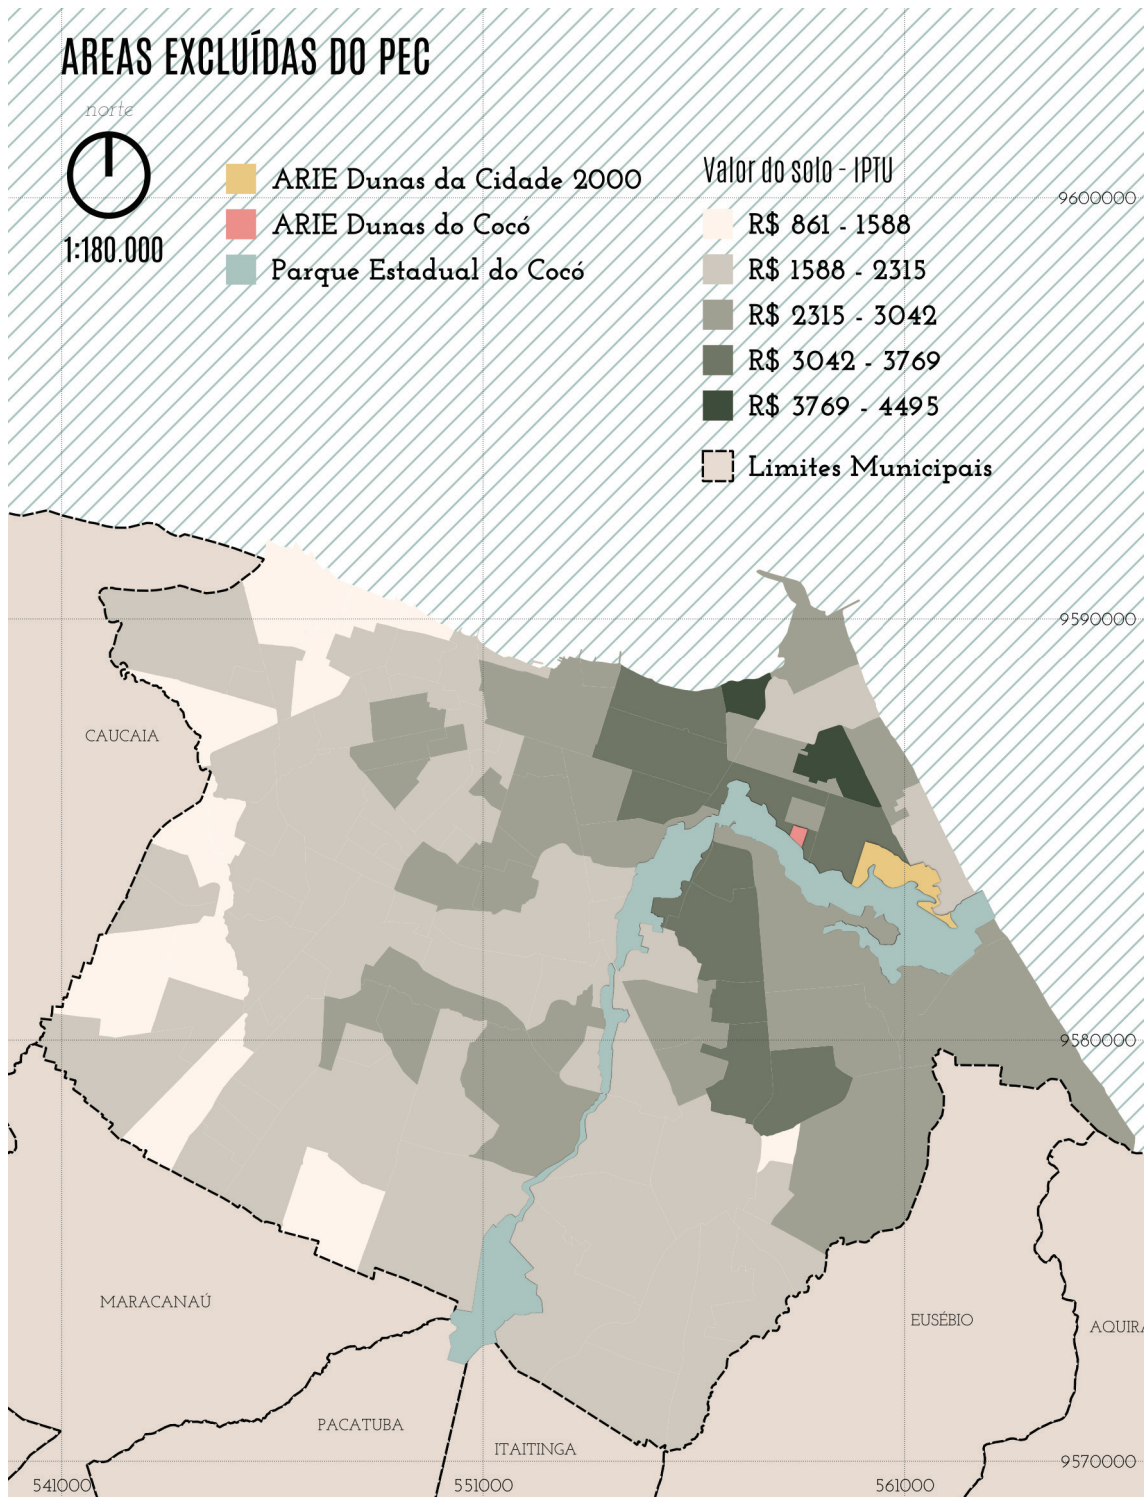 AREAS EXCLUÍDAS DO PEC
norte
1:180.000
ARIE Dunas da Cidade 2000
ARIE Dunas do Cocó
Parque Estadual do Cocó
Valor do solo - IPTU
R$ 861 - 1588
R$ 1588 - 2315
R$ 2315 - 3042
R$ 3042 - 3769
R$ 3769 - 4495
Limites Municipais
9600000
9590000
CAUCAIA
9580000
MARACANAÚ
EUSÉBIO
AQUIRA
PACATUBA
ITAITINGA
9570000
541000
551000
561000